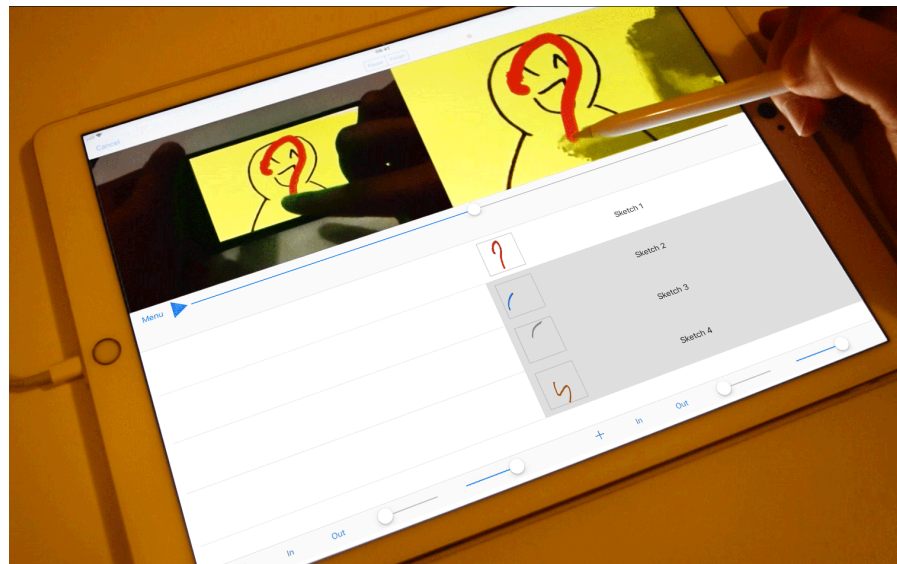 Cancel
Menu
Sketch 1
Sketch 2
Sketch 3
Sketch 4
+ In Out
In Out